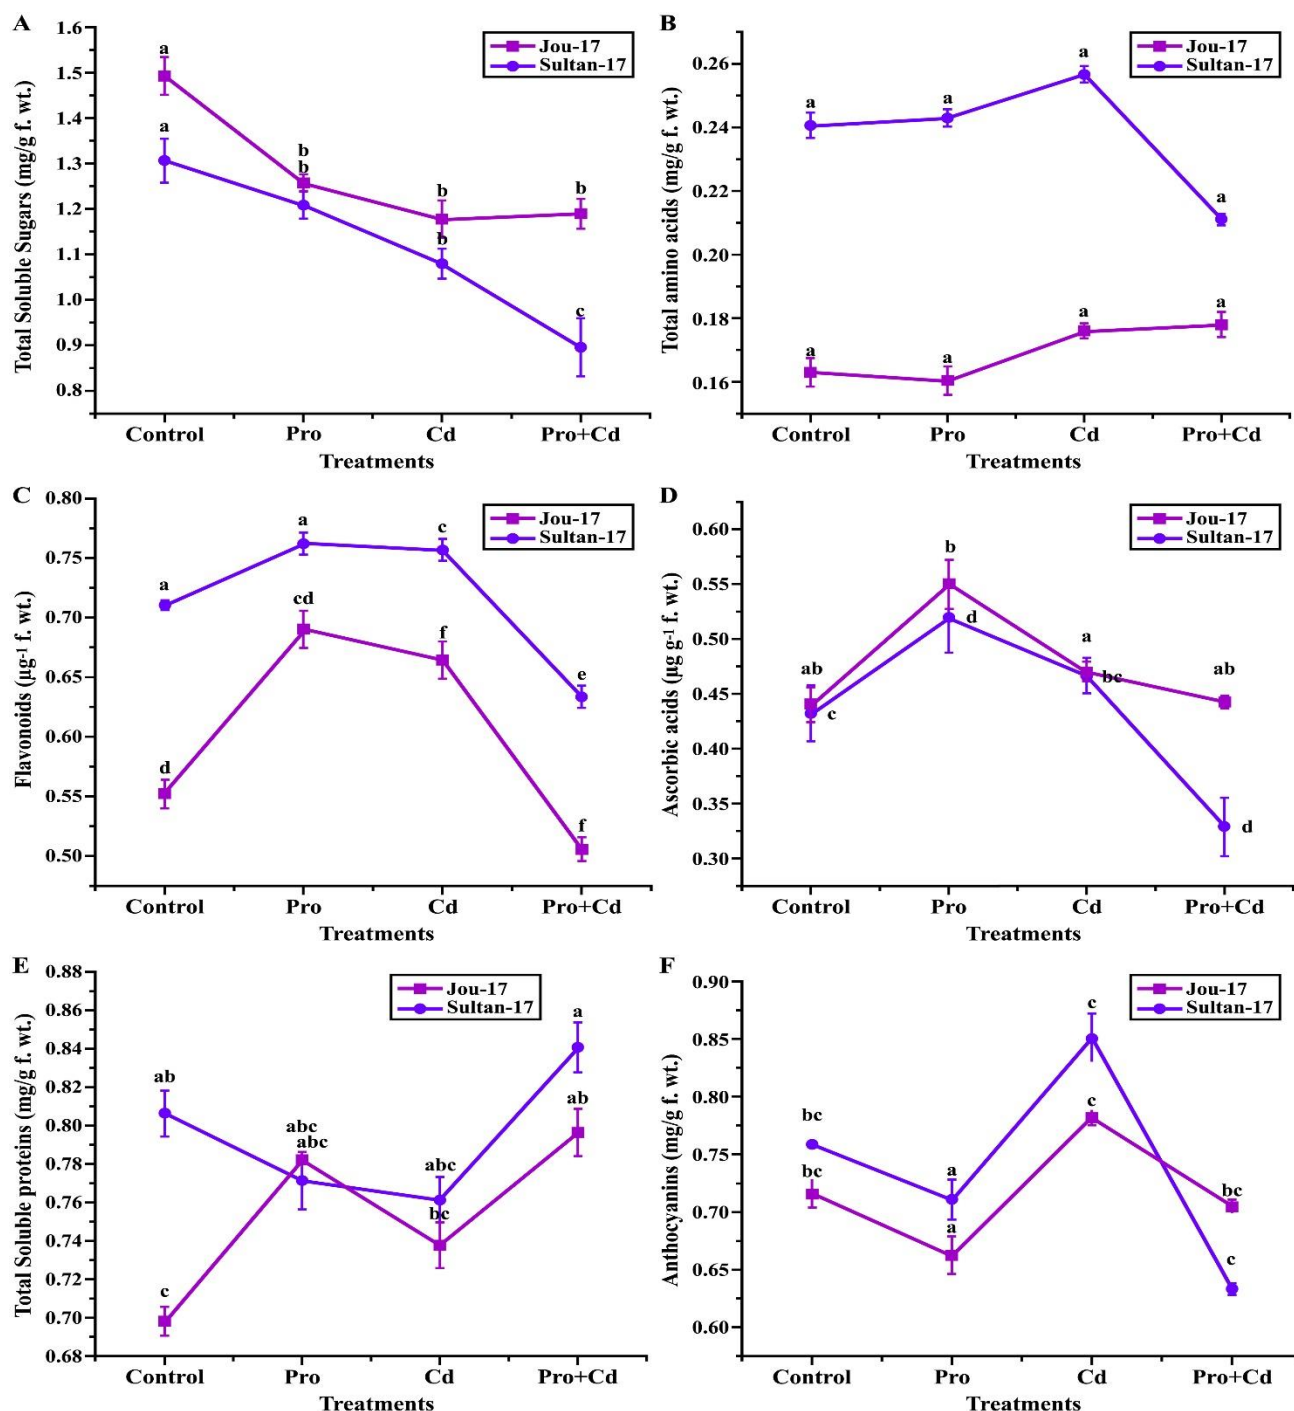 A
Total Soluble Sugars (mg/g f. wt.)
1.6
1.5
1.4
1.3
1.2
1.1
1.0
0.9
0.8
Jou-17
Sultan-17
a
a
b
b
b
b
b
c
Control Pro Cd Pro+Cd
Treatments
B
Total amino acids (mg/g f. wt.)
0.26
0.24
0.22
0.20
0.18
0.16
Jou-17
Sultan-17
a
a
a
a
a
a
a
a
Control Pro Cd Pro+Cd
Treatments
C
Flavonoids (µg-1 f. wt.)
0.80
0.75
0.70
0.65
0.60
0.55
0.50
Jou-17
Sultan-17
a
a
c
e
d
cd
f
f
Control Pro Cd Pro+Cd
Treatments
D
Ascorbic acids (µg g-1 f. wt.)
0.60
0.55
0.50
0.45
0.40
0.35
0.30
Jou-17
Sultan-17
ab
b
a
ab
c
d
bc
d
Control Pro Cd Pro+Cd
Treatments
E
Total Soluble proteins (mg/g f. wt.)
0.88
0.86
0.84
0.82
0.80
0.78
0.76
0.74
0.72
0.70
0.68
Jou-17
Sultan-17
ab
abc
abc
abc
a
c
bc
ab
Control Pro Cd Pro+Cd
Treatments
F
Anthocyanins (mg/g f. wt.)
0.90
0.85
0.80
0.75
0.70
0.65
0.60
Jou-17
Sultan-17
bc
a
c
c
bc
a
c
bc
Control Pro Cd Pro+Cd
Treatments